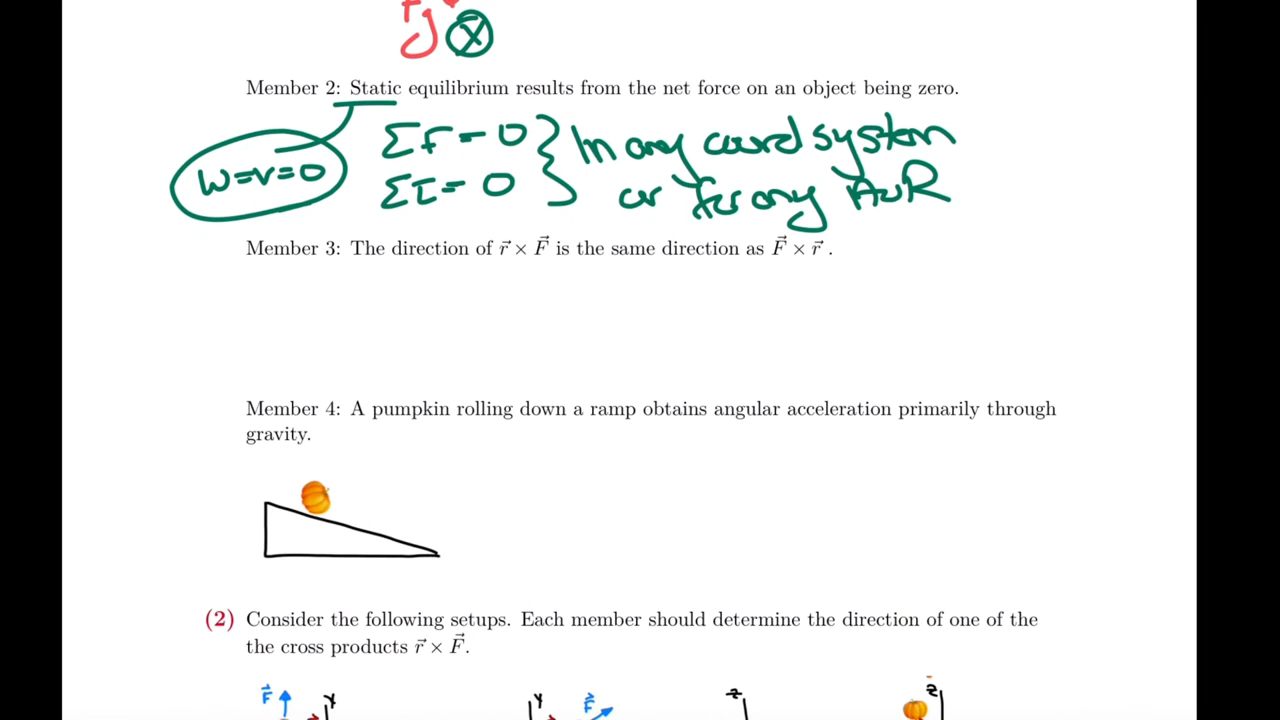 Member 2: Static equilibrium results from the net force on an object being zero.
ΣF = 0 } In any coord system
W=V=0 Στ = 0 } or for any AoR
Member 3: The direction of r⃗ × F⃗ is the same direction as F⃗ × r⃗ .
Member 4: A pumpkin rolling down a ramp obtains angular acceleration primarily through
gravity.
(2) Consider the following setups. Each member should determine the direction of one of the
the cross products r⃗ × F⃗.
F⃗ Y Y F⃗ z z